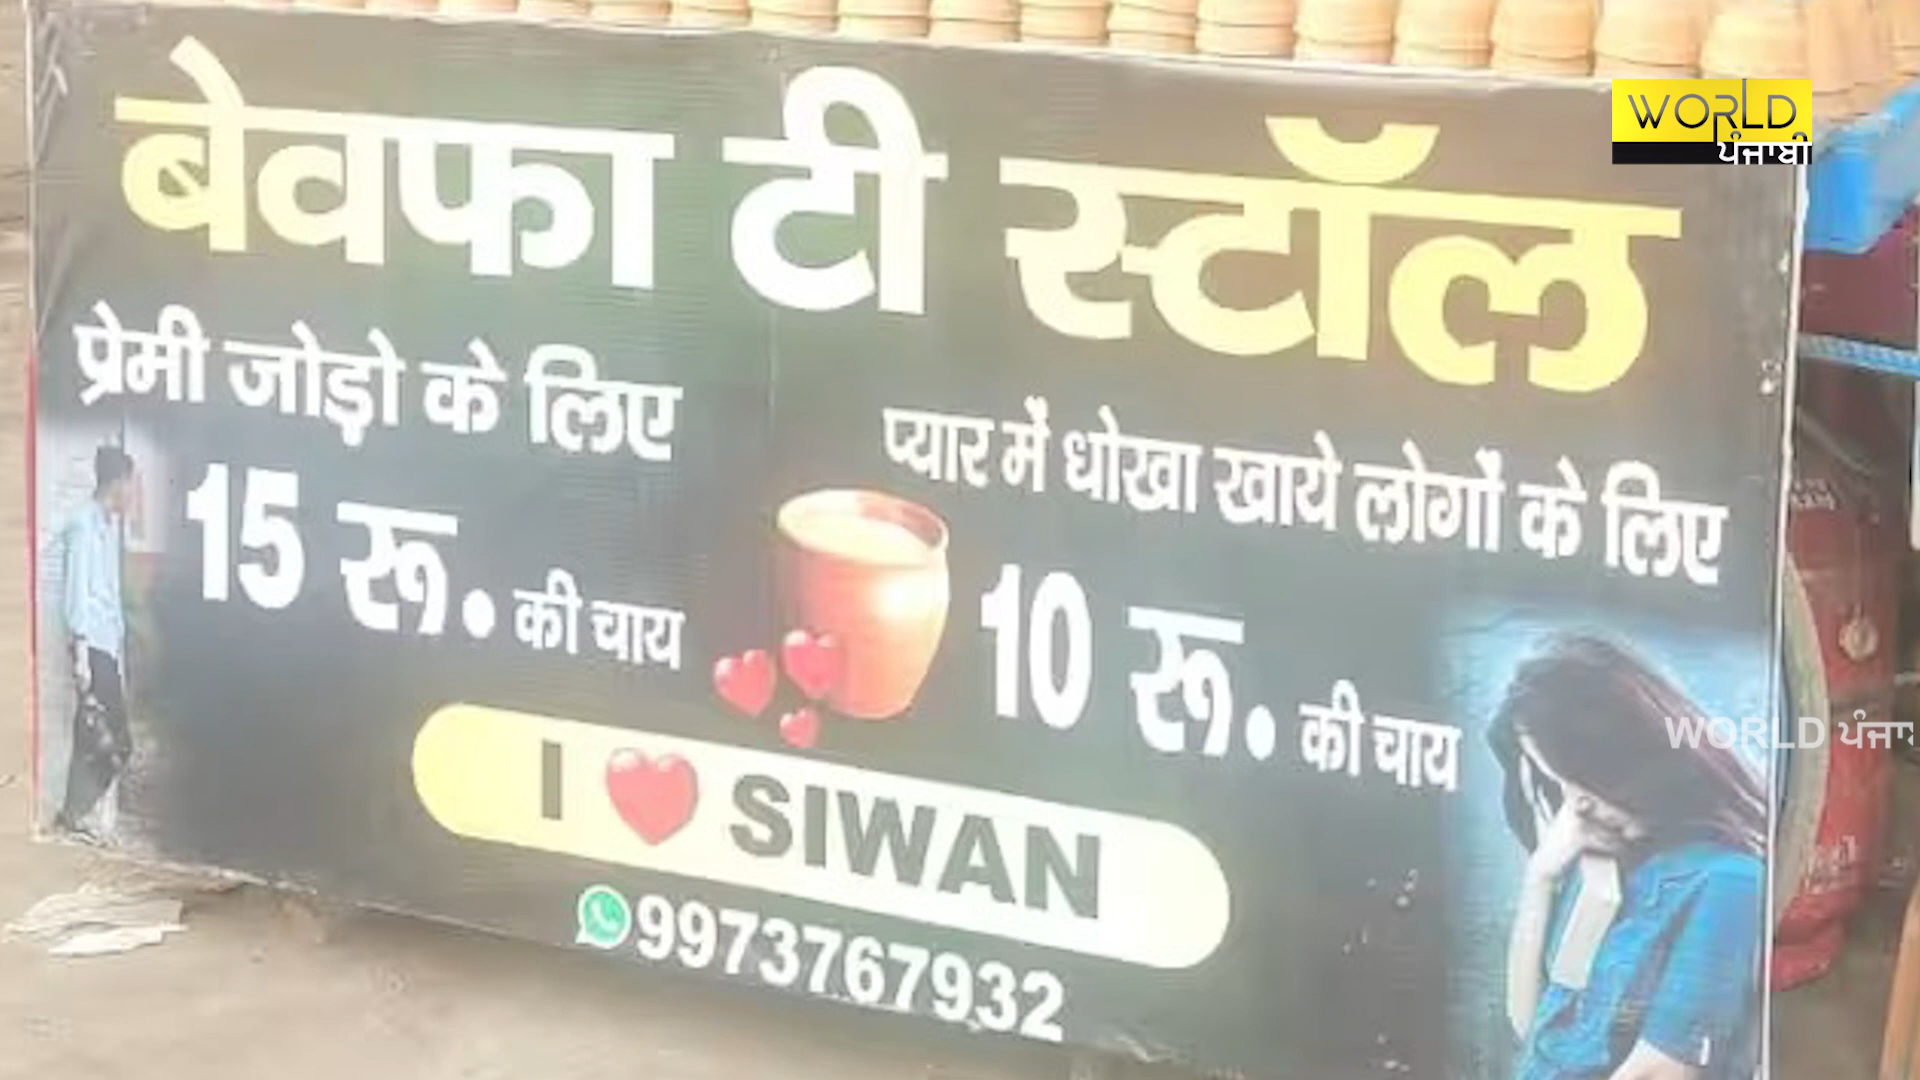 WORLD
ਪੰਜਾਬੀ
बेवफा टी स्टॉल
प्रेमी जोड़ो के लिए
15 रू. की चाय
प्यार में धोखा खाये लोगों के लिए
10 रू. की चाय
WORLD ਪੰਜਾ
I ❤ SIWAN
9973767932